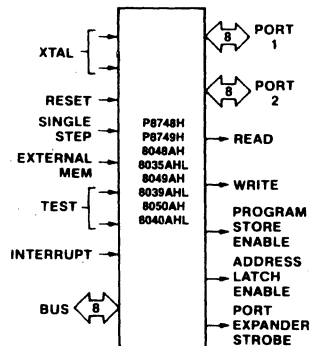 XTAL
RESET
SINGLE
STEP
EXTERNAL
MEM
TEST
INTERRUPT
BUS
8
P8748H
P8749H
8048AH
8035AHL
8049AH
8039AHL
8050AH
8040AHL
8
PORT
1
8
PORT
2
READ
WRITE
PROGRAM
STORE
ENABLE
ADDRESS
LATCH
ENABLE
PORT
EXPANDER
STROBE